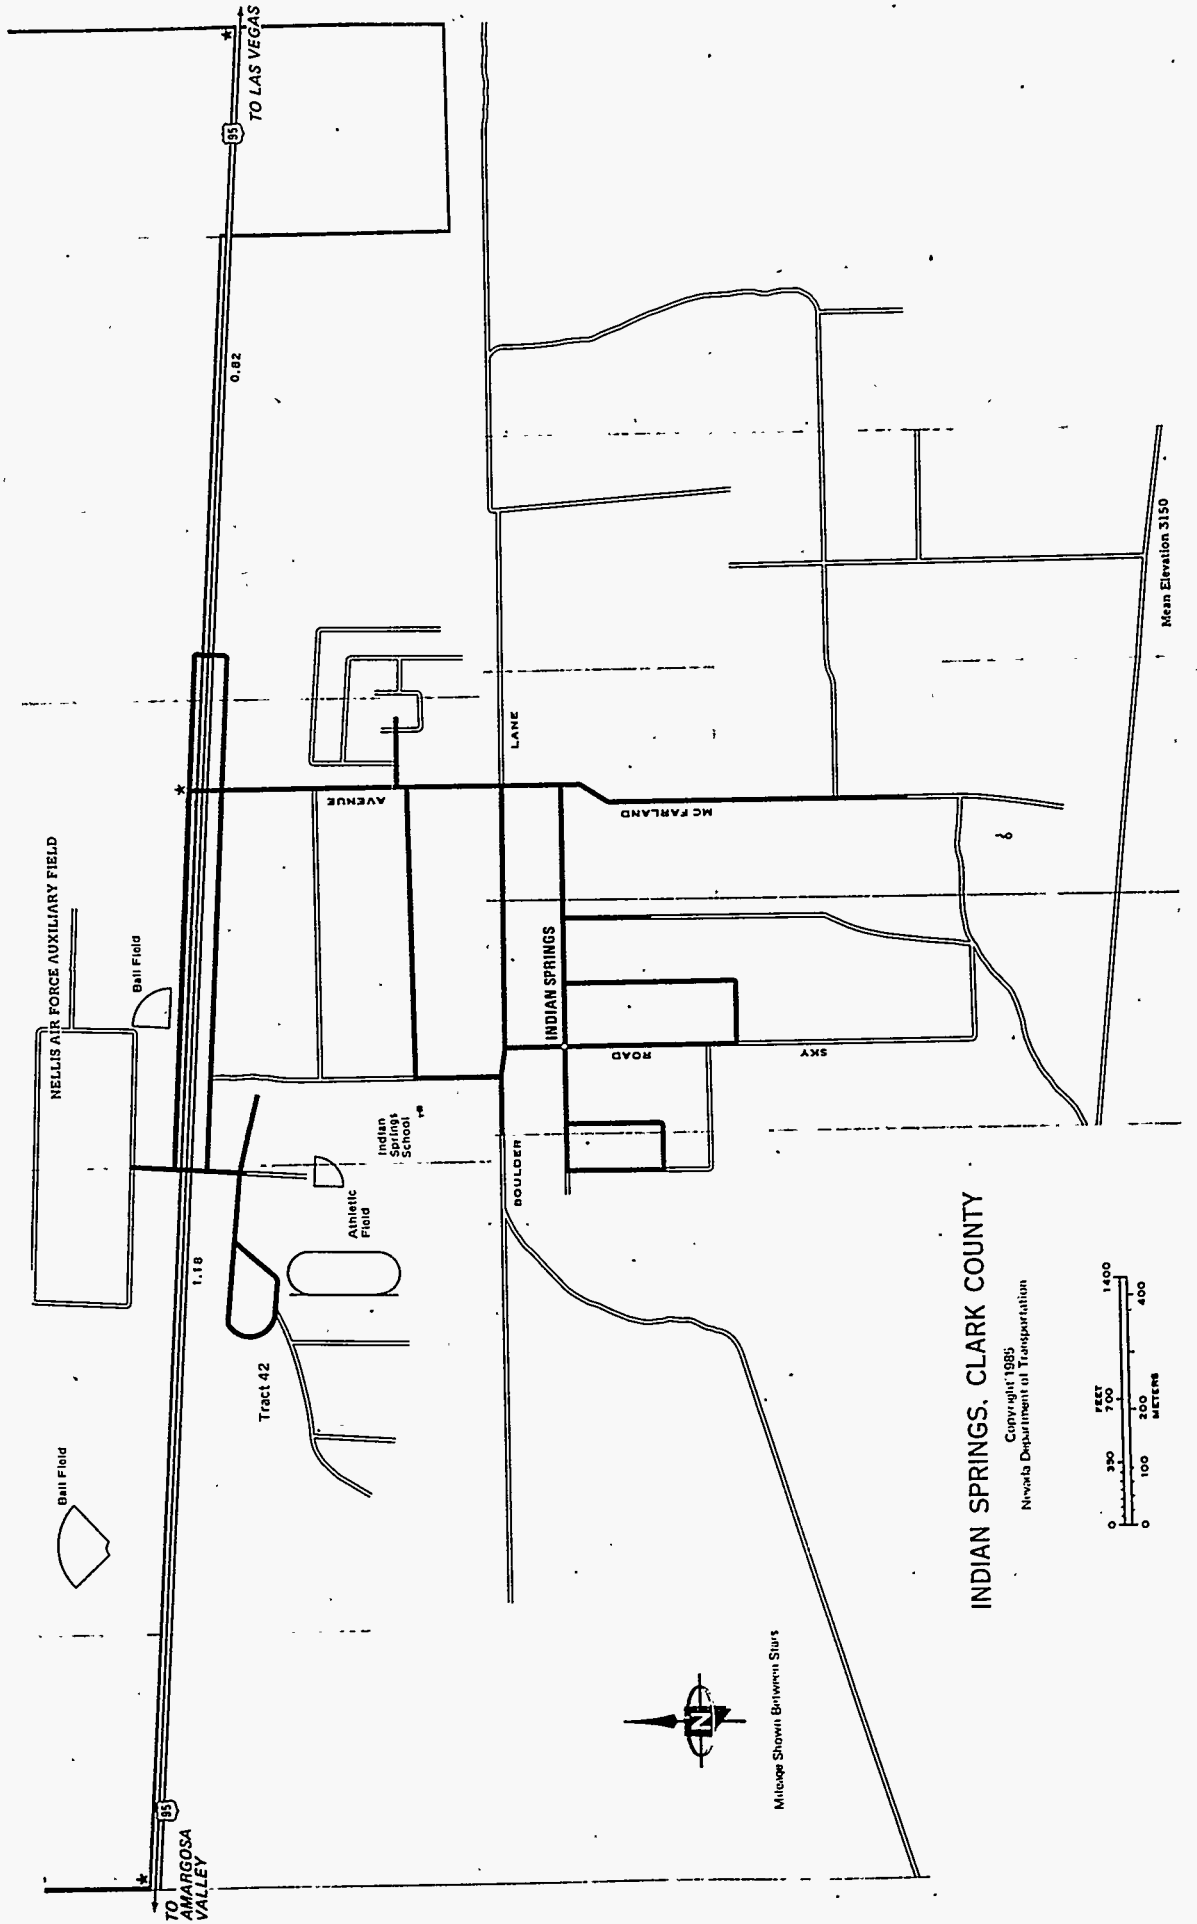 TO LAS VEGAS
95
0.82
NELLIS AIR FORCE AUXILIARY FIELD
Ball Field
AVENUE
LANE
MC FARLAND
Mean Elevation 3150
INDIAN SPRINGS
ROAD
SKY
Indian
Springs
School
BOULDER
Athletic
Field
1.18
Tract 42
Ball Field
95
TO
AMARGOSA
VALLEY
N
Mileage Shown Between Stars
INDIAN SPRINGS, CLARK COUNTY
Copyright 1985
Nevada Department of Transportation
FEET
0 350 700 1400
0 100 200 400
METERS